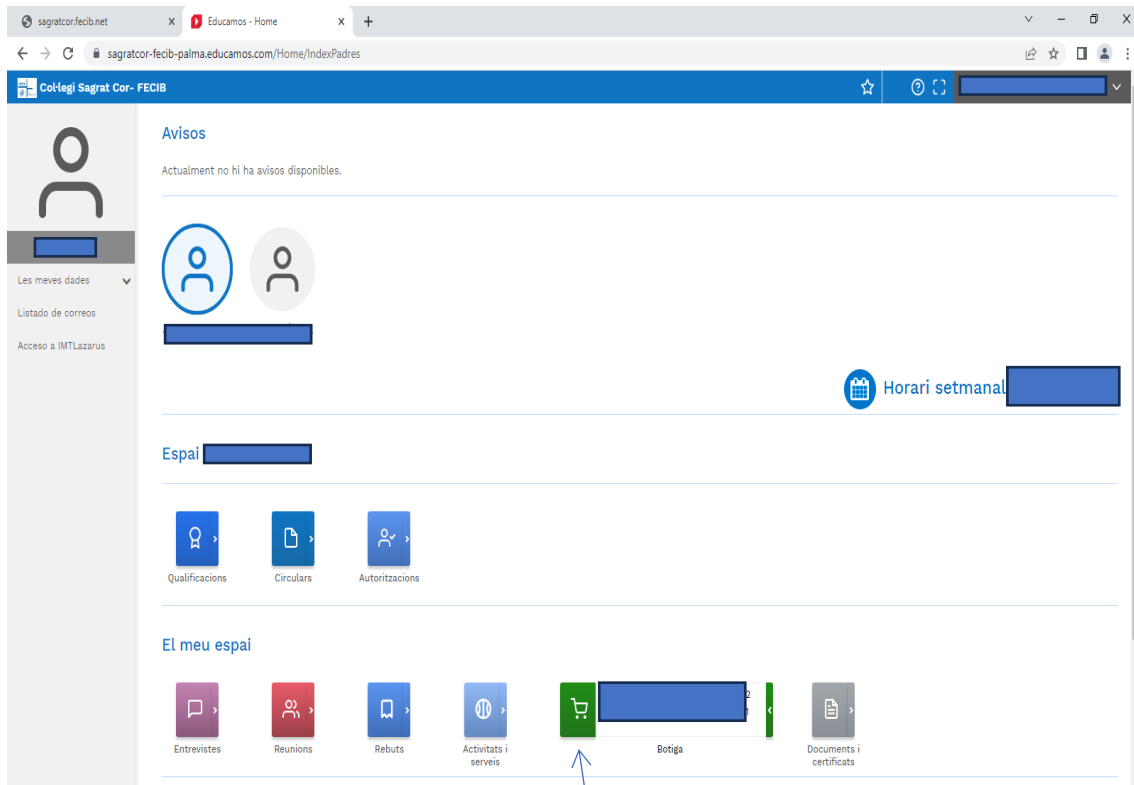 sagratcor.fecib.net
Educamos - Home
sagratcor-fecib-palma.educamos.com/Home/IndexPadres
Col·legi Sagrat Cor- FECIB
Avisos
Actualment no hi ha avisos disponibles.
Les meves dades
Listado de correos
Acceso a IMTLazarus
Horari setmanal
Espai
Qualificacions
Circulars
Autoritzacions
El meu espai
2
Entrevistes
Reunions
Rebuts
Activitats i
serveis
Botiga
Documents i
certificats